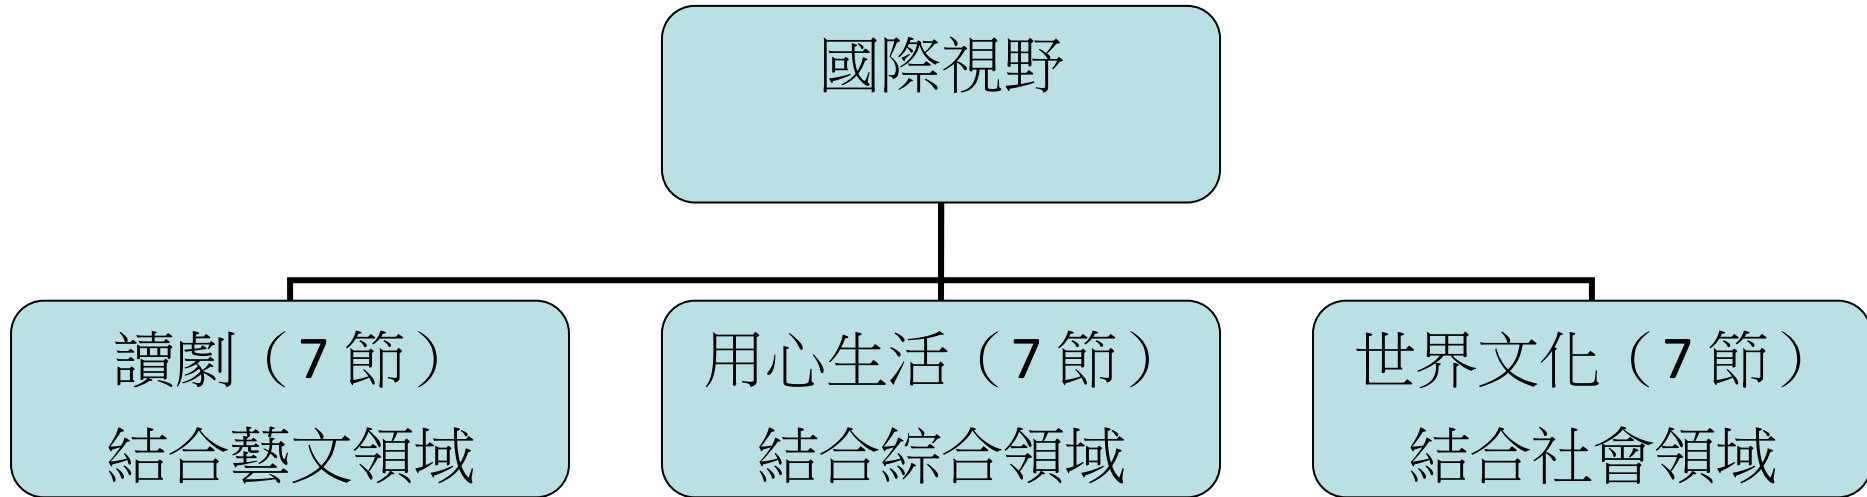 國際視野
讀劇（7 節）
結合藝文領域
用心生活（7 節）
結合綜合領域
世界文化（7 節）
結合社會領域